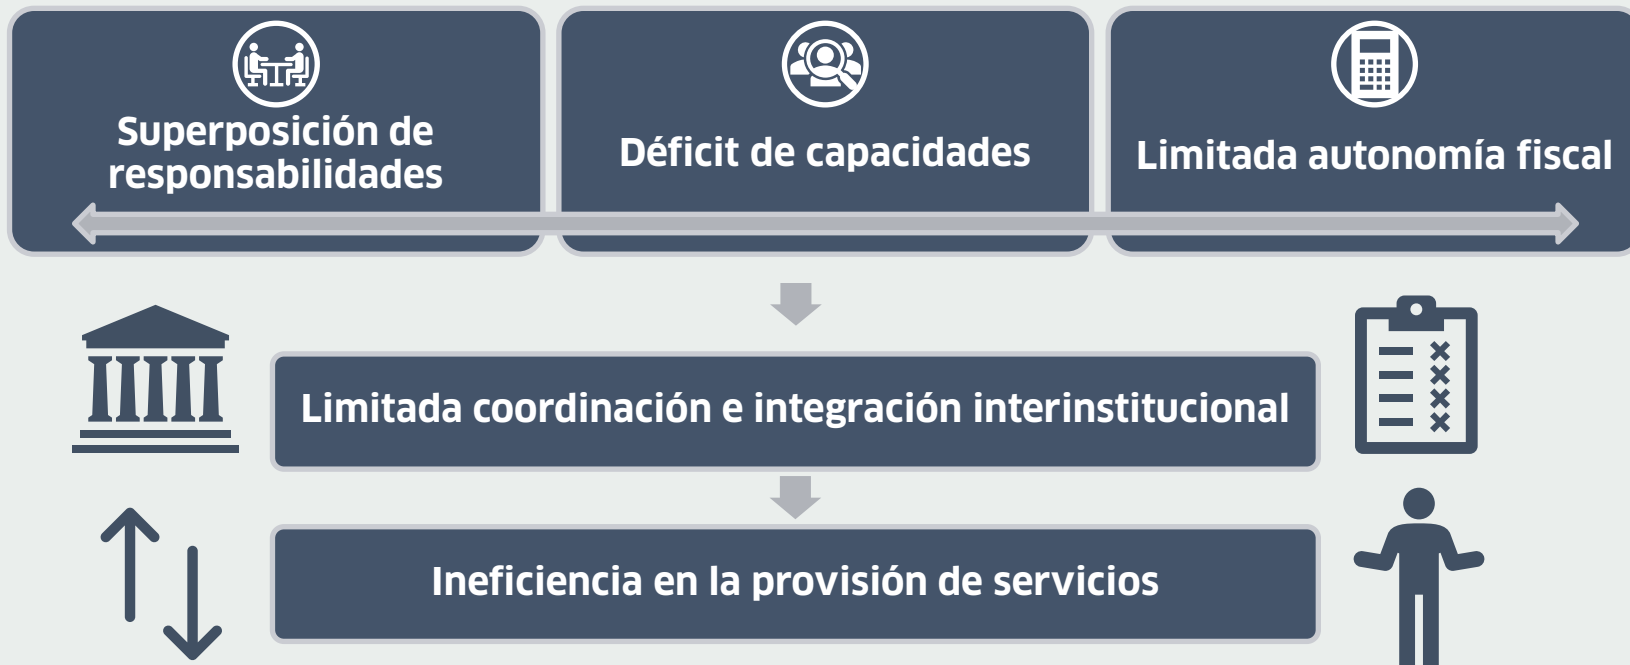 Superposición de
responsabilidades
Déficit de capacidades
Limitada autonomía fiscal
Limitada coordinación e integración interinstitucional
Ineficiencia en la provisión de servicios